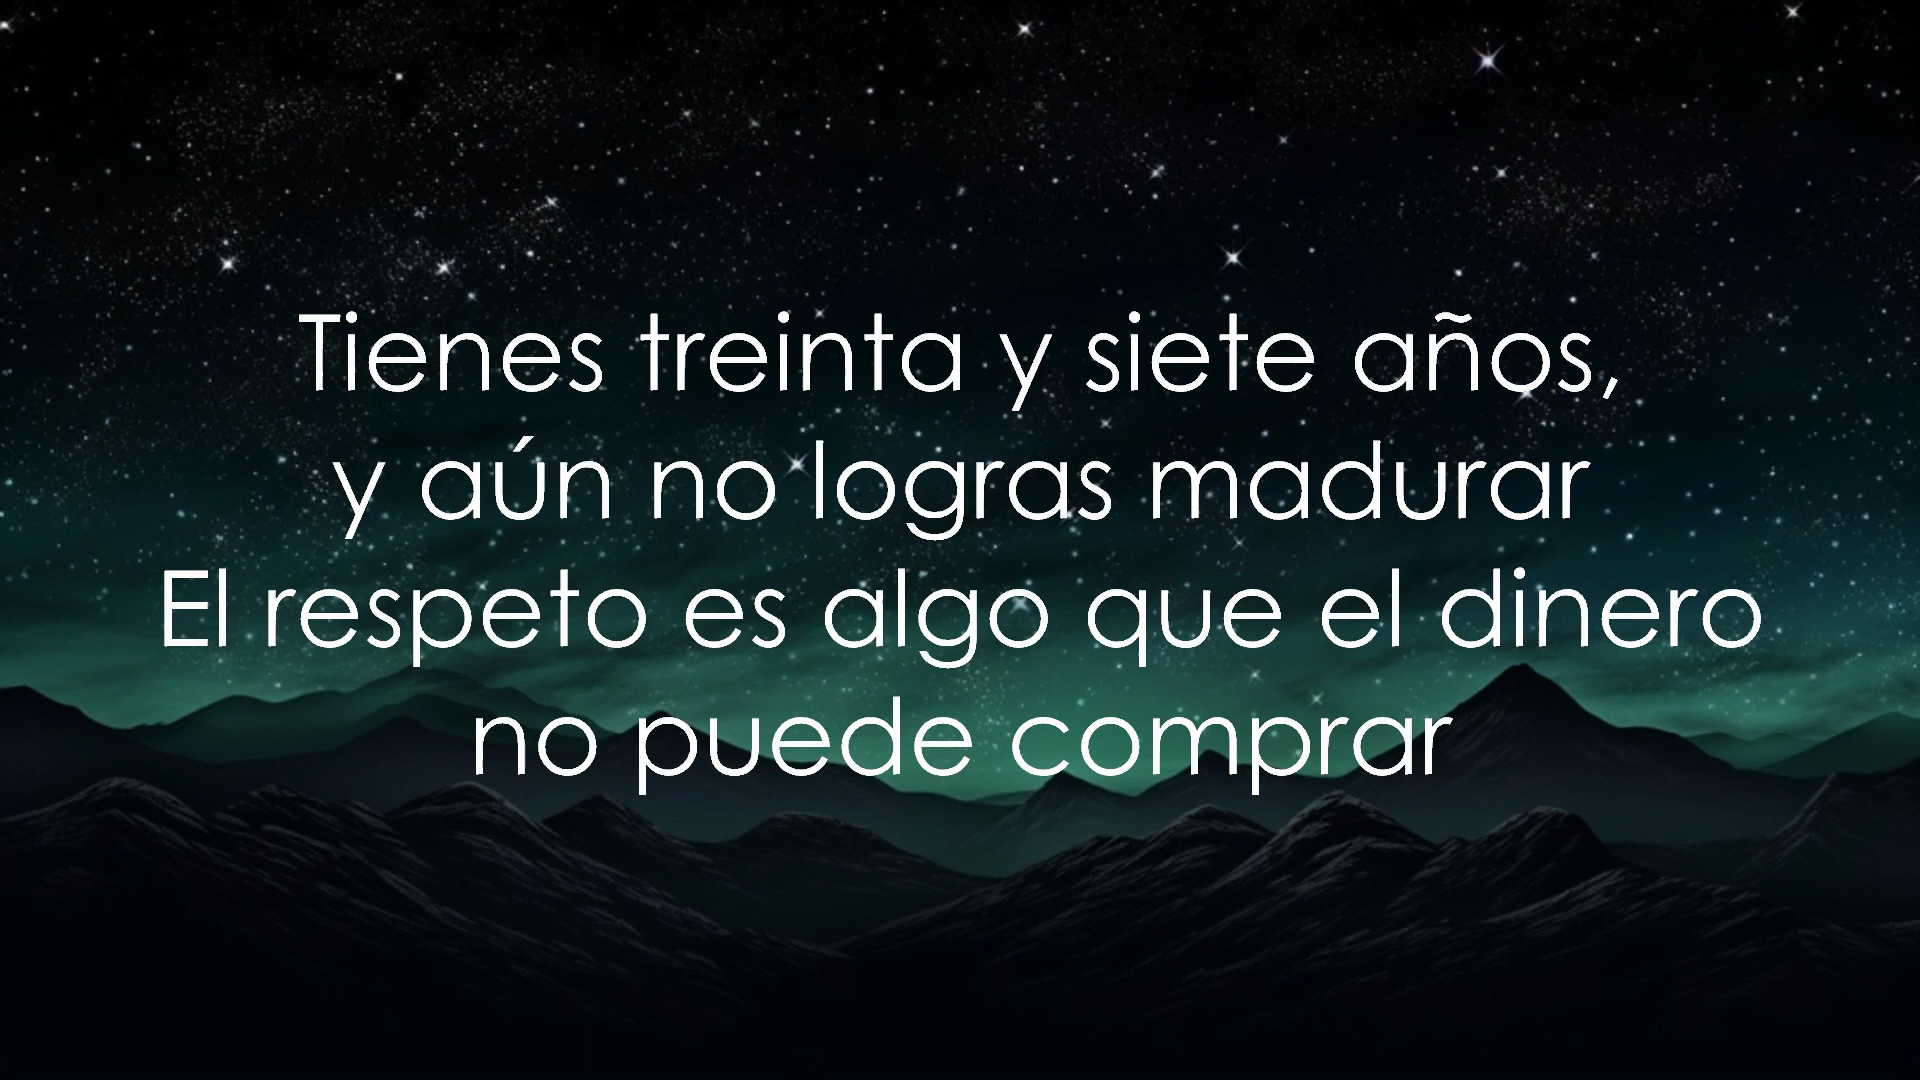 Tienes treinta y siete años,
y aún no logras madurar
El respeto es algo que el dinero
no puede comprar